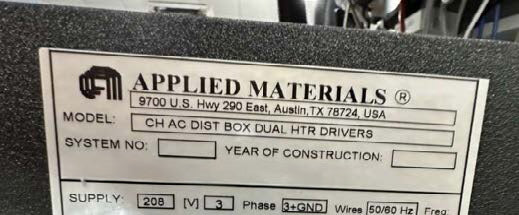 APPLIED MATERIALS ®
9700 U.S. Hwy 290 East, Austin,TX 78724, USA
MODEL: CH AC DIST BOX DUAL HTR DRIVERS
SYSTEM NO: YEAR OF CONSTRUCTION:
SUPPLY: 208 [V] 3 Phase 3+GND Wires 50/60 Hz Freq